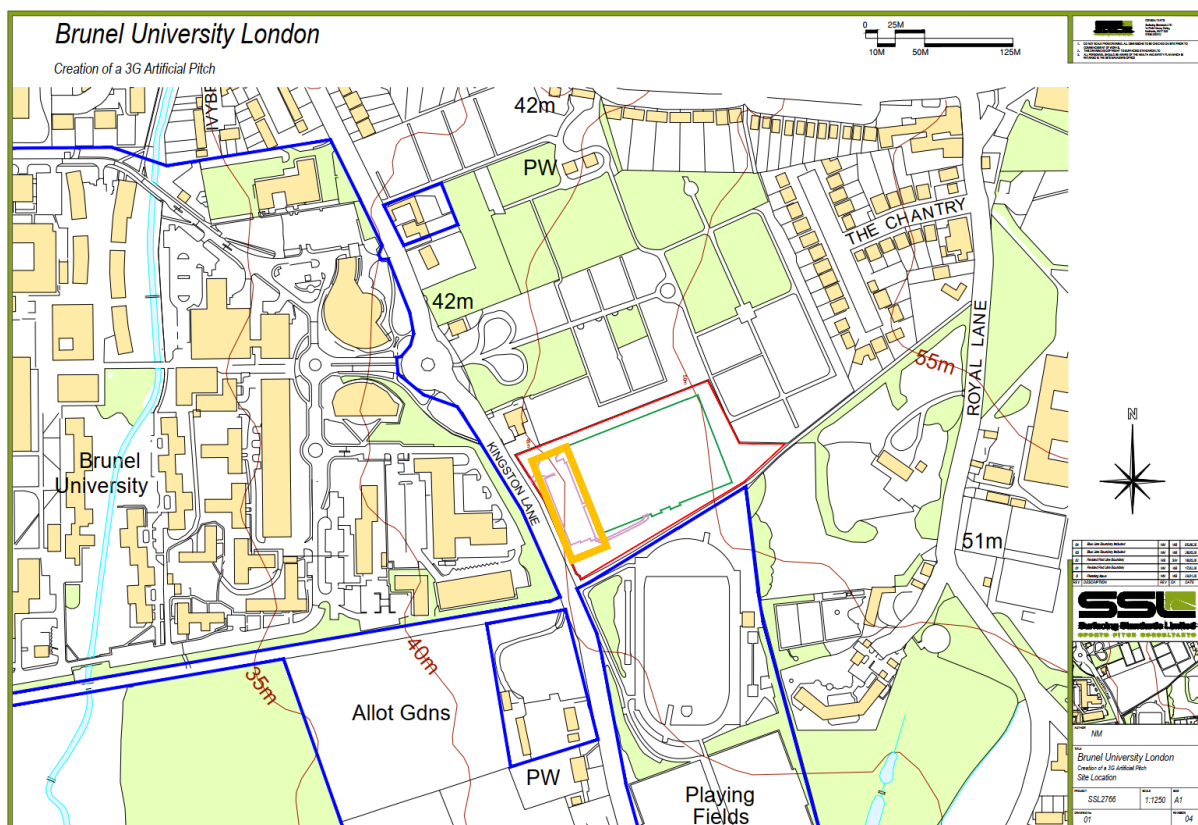 Brunel University London
Creation of a 3G Artificial Pitch
0 25M
10M 50M 125M
42m
PW
THE CHANTRY
42m
ROYAL LANE
55m
KINGSTON LANE
Brunel
University
51m
40m
35m
Allot Gdns
PW
Playing
Fields
N
SSL
Surfacing Standards Limited
SPORTS PITCH CONSULTANTS
NM
Brunel University London
Creation of a 3G Artificial Pitch
Site Location
SSL2766 1:1250 A1
01 04